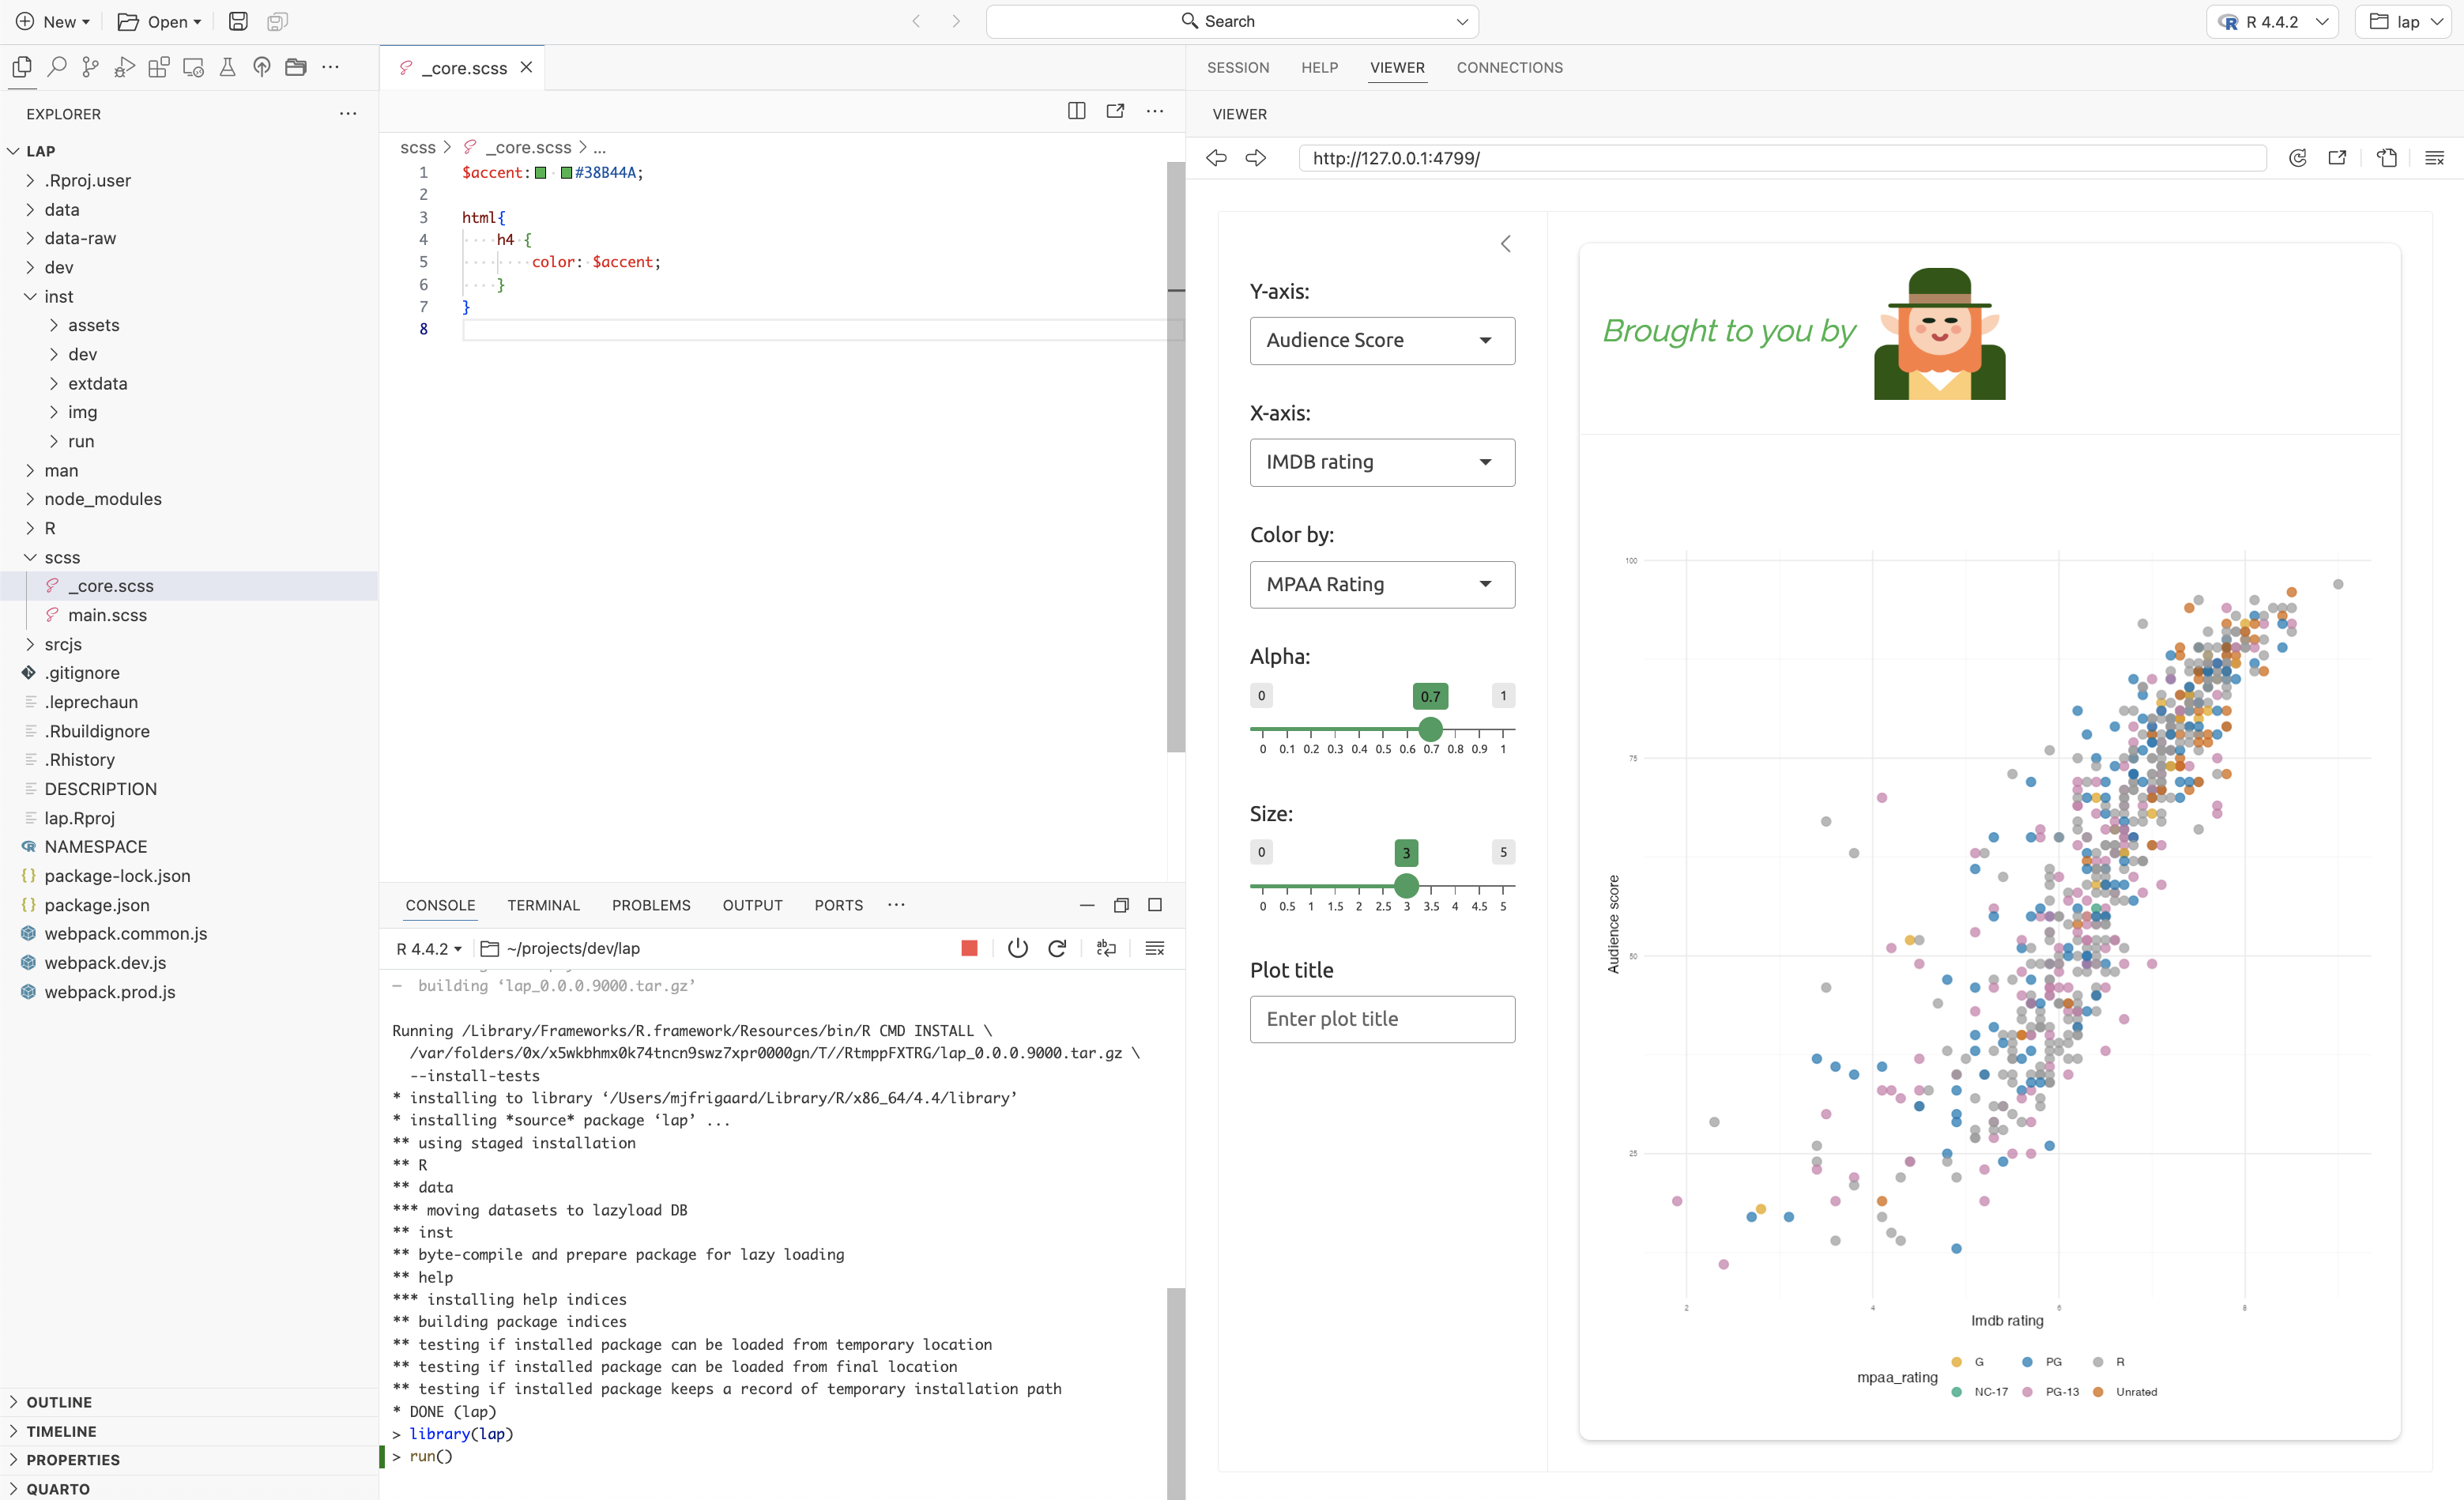 New
Open
Search
R 4.4.2
lap
_core.scss
SESSION
HELP
VIEWER
CONNECTIONS
EXPLORER
LAP
.Rproj.user
data
data-raw
dev
inst
assets
dev
extdata
img
run
man
node_modules
R
scss
_core.scss
main.scss
srcjs
.gitignore
.leprechaun
.Rbuildignore
.Rhistory
DESCRIPTION
lap.Rproj
NAMESPACE
package-lock.json
package.json
webpack.common.js
webpack.dev.js
webpack.prod.js
OUTLINE
TIMELINE
PROPERTIES
QUARTO
scss > _core.scss > ...
1 $accent: #38B44A;
2
3 html{
4 h4 {
5 color: $accent;
6 }
7 }
8
CONSOLE
TERMINAL
PROBLEMS
OUTPUT
PORTS
R 4.4.2
~/projects/dev/lap
— building ‘lap_0.0.0.9000.tar.gz’
Running /Library/Frameworks/R.framework/Resources/bin/R CMD INSTALL \
/var/folders/0x/x5wkbhmx0k74tncn9swz7xpr0000gn/T//RtmppFXTRG/lap_0.0.0.9000.tar.gz \
--install-tests
* installing to library ‘/Users/mjfrigaard/Library/R/x86_64/4.4/library’
* installing *source* package ‘lap’ ...
** using staged installation
** R
** data
*** moving datasets to lazyload DB
** inst
** byte-compile and prepare package for lazy loading
** help
*** installing help indices
** building package indices
** testing if installed package can be loaded from temporary location
** testing if installed package can be loaded from final location
** testing if installed package keeps a record of temporary installation path
* DONE (lap)
> library(lap)
> run()
VIEWER
http://127.0.0.1:4799/
Y-axis:
Audience Score
X-axis:
IMDB rating
Color by:
MPAA Rating
Alpha:
0 0.7 1
0 0.1 0.2 0.3 0.4 0.5 0.6 0.7 0.8 0.9 1
Size:
0 3 5
0 0.5 1 1.5 2 2.5 3 3.5 4 4.5 5
Plot title
Enter plot title
Brought to you by
100
75
50
25
Audience score
2 4 6 8
Imdb rating
mpaa_rating
G PG R
NC-17 PG-13 Unrated